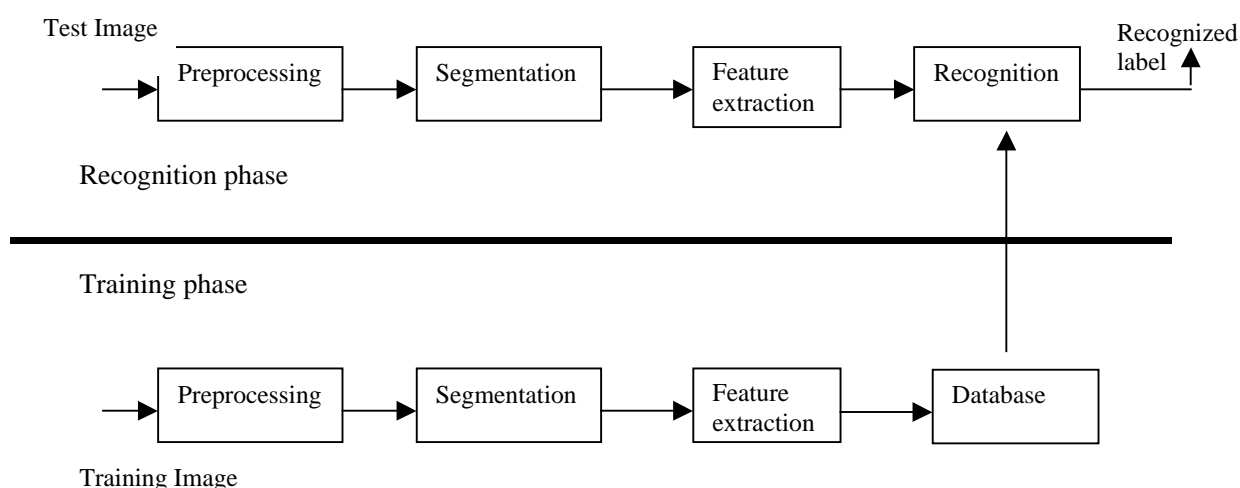 Test Image
Recognized
label
Preprocessing
Segmentation
Feature
extraction
Recognition
Recognition phase
Training phase
Preprocessing
Segmentation
Feature
extraction
Database
Training Image